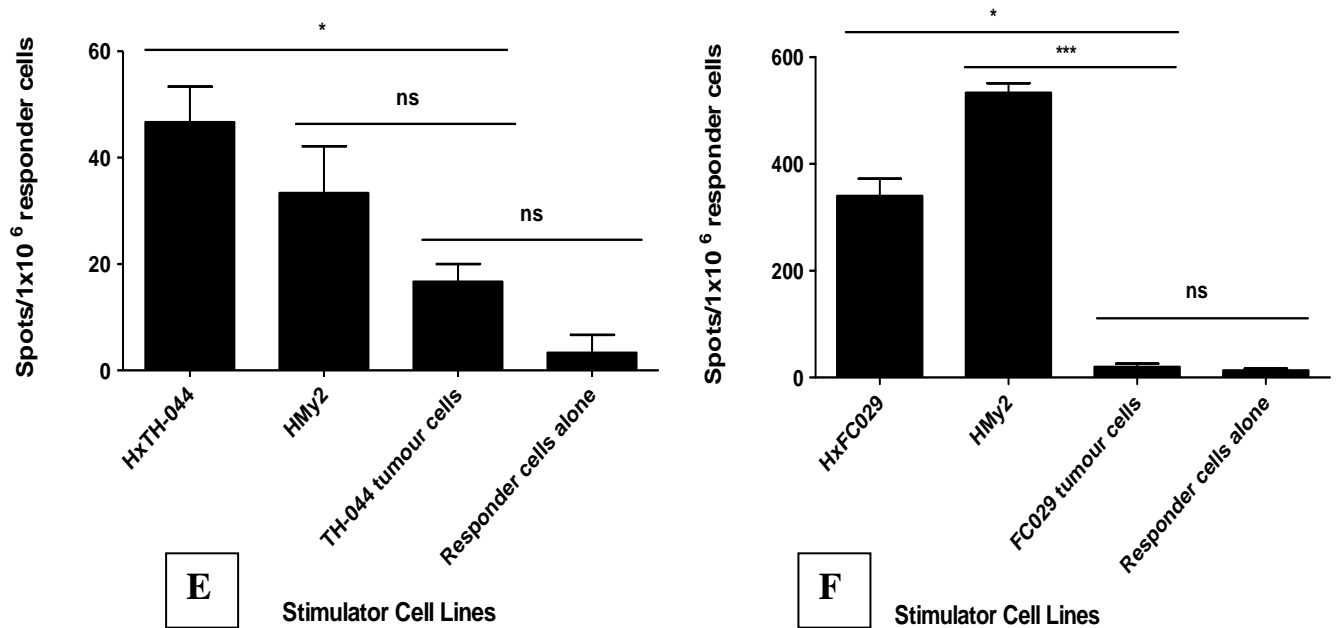 *
60
ns
40
ns
20
0
Spots/1x10 6 responder cells
HxTH-044
HMy2
TH-044 tumour cells
Responder cells alone
E
Stimulator Cell Lines
*
***
600
400
200
ns
0
Spots/1x10 6 responder cells
HxFC029
HMy2
FC029 tumour cells
Responder cells alone
F
Stimulator Cell Lines